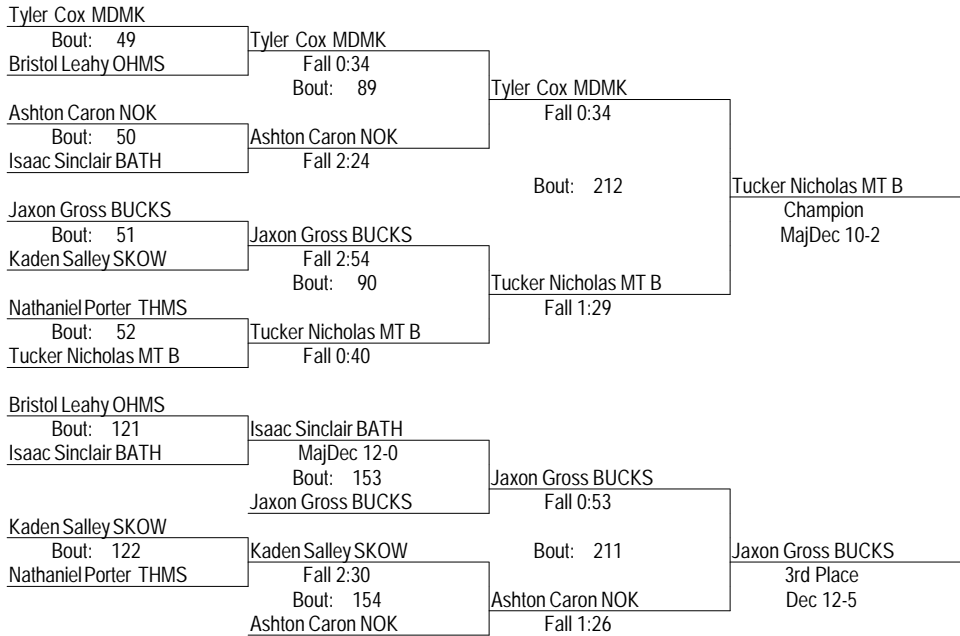 Tyler Cox MDMK
Bout: 49
Tyler Cox MDMK
Bristol Leahy OHMS
Fall 0:34
Bout: 89
Tyler Cox MDMK
Ashton Caron NOK
Fall 0:34
Bout: 50
Ashton Caron NOK
Isaac Sinclair BATH
Fall 2:24
Bout: 212
Tucker Nicholas MT B
Jaxon Gross BUCKS
Champion
Bout: 51
Jaxon Gross BUCKS
MajDec 10-2
Kaden Salley SKOW
Fall 2:54
Bout: 90
Tucker Nicholas MT B
Nathaniel Porter THMS
Fall 1:29
Bout: 52
Tucker Nicholas MT B
Tucker Nicholas MT B
Fall 0:40
Bristol Leahy OHMS
Bout: 121
Isaac Sinclair BATH
Isaac Sinclair BATH
MajDec 12-0
Bout: 153
Jaxon Gross BUCKS
Jaxon Gross BUCKS
Fall 0:53
Kaden Salley SKOW
Bout: 122
Kaden Salley SKOW
Bout: 211
Jaxon Gross BUCKS
Nathaniel Porter THMS
Fall 2:30
3rd Place
Bout: 154
Ashton Caron NOK
Dec 12-5
Ashton Caron NOK
Fall 1:26